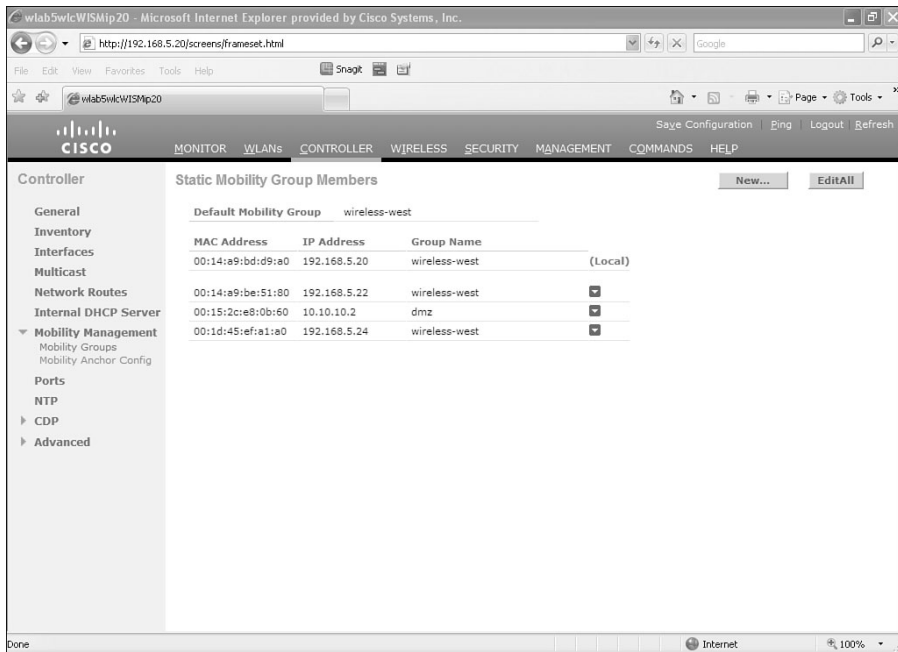 wlab5wlcWISMip20 - Microsoft Internet Explorer provided by Cisco Systems, Inc.
http://192.168.5.20/screens/frameset.html
Google
File Edit View Favorites Tools Help
SnagIt
wlab5wlcWISMip20
Page Tools
Save Configuration | Ping | Logout | Refresh
CISCO
MONITOR WLANs CONTROLLER WIRELESS SECURITY MANAGEMENT COMMANDS HELP
Controller
General
Inventory
Interfaces
Multicast
Network Routes
Internal DHCP Server
Mobility Management
Mobility Groups
Mobility Anchor Config
Ports
NTP
CDP
Advanced
Static Mobility Group Members
New...
EditAll
Default Mobility Group wireless-west
MAC Address IP Address Group Name
00:14:a9:bd:d9:a0 192.168.5.20 wireless-west (Local)
00:14:a9:be:51:80 192.168.5.22 wireless-west
00:15:2c:e8:0b:60 10.10.10.2 dmz
00:1d:45:ef:a1:a0 192.168.5.24 wireless-west
Done
Internet
100%